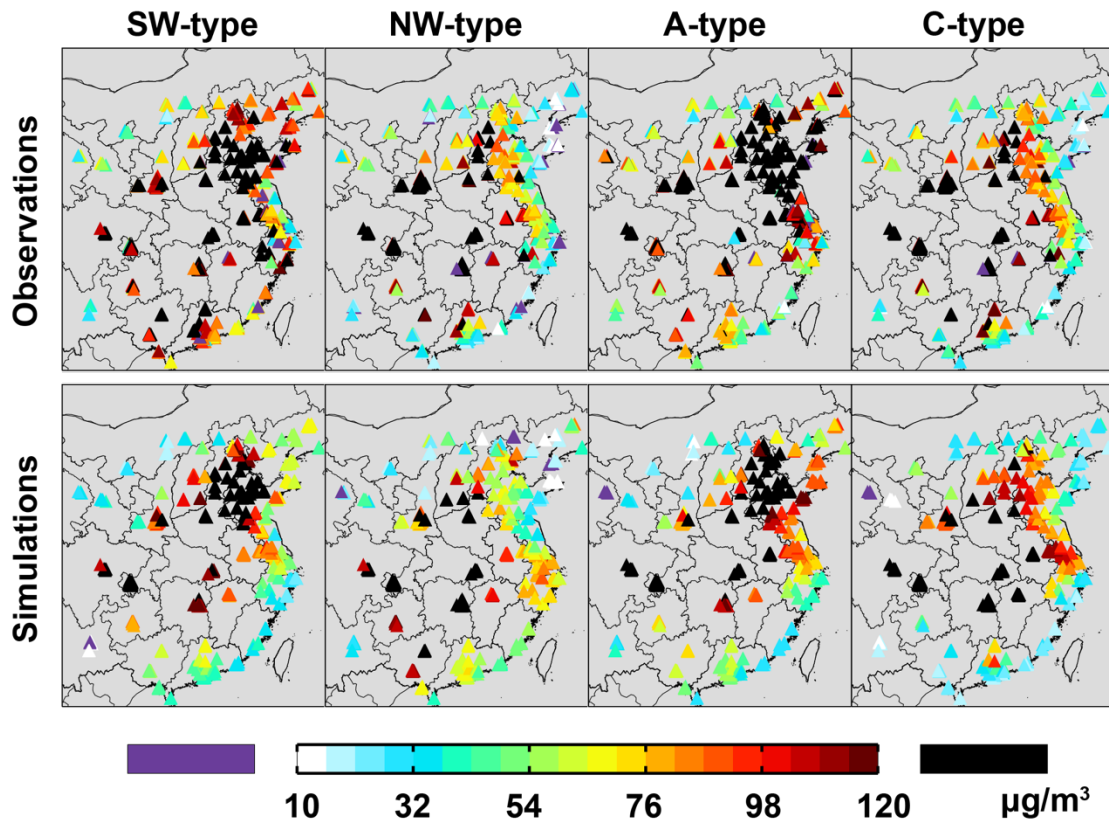 SW-type NW-type A-type C-type
Observations
Simulations
10 32 54 76 98 120 μg/m³